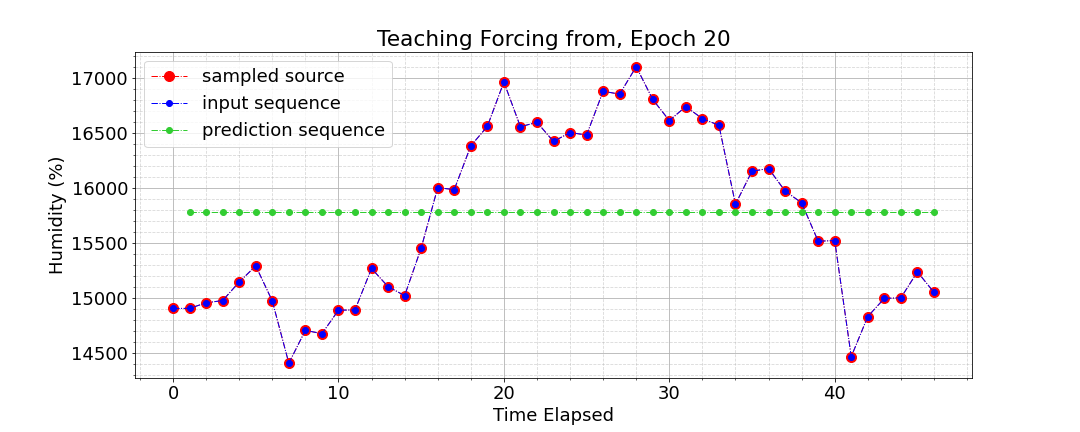 Teaching Forcing from, Epoch 20
sampled source
input sequence
prediction sequence
Humidity (%)
17000
16500
16000
15500
15000
14500
0 10 20 30 40
Time Elapsed